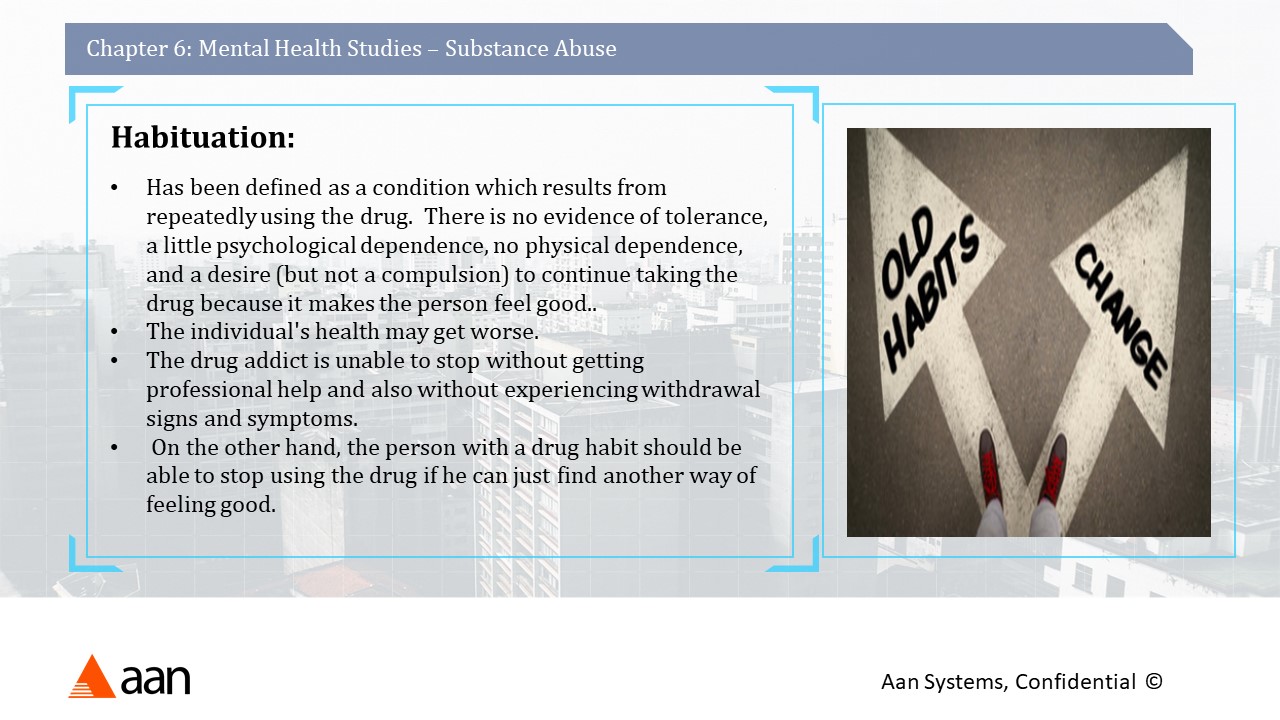 Chapter 6: Mental Health Studies – Substance Abuse
Habituation:
• Has been defined as a condition which results from
repeatedly using the drug.  There is no evidence of tolerance,
a little psychological dependence, no physical dependence,
and a desire (but not a compulsion) to continue taking the
drug because it makes the person feel good..
• The individual's health may get worse.
• The drug addict is unable to stop without getting
professional help and also without experiencing withdrawal
signs and symptoms.
• On the other hand, the person with a drug habit should be
able to stop using the drug if he can just find another way of
feeling good.
OLD
HABITS
CHANGE
aan
Aan Systems, Confidential ©